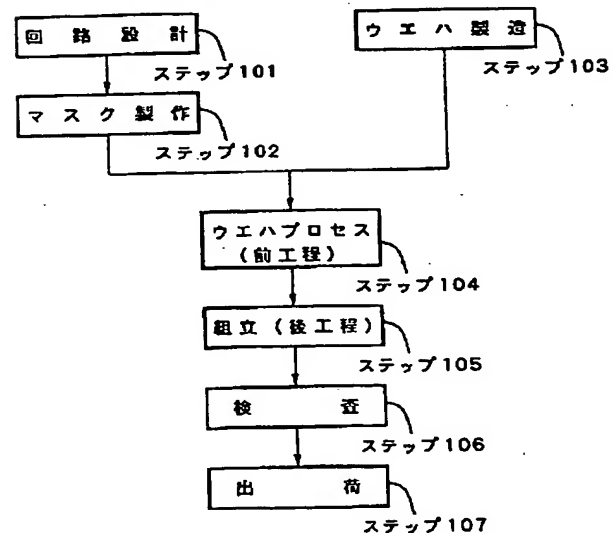 回路設計
ステップ101
ウエハ製造
ステップ103
マスク製作
ステップ102
ウエハプロセス
(前工程)
ステップ104
組立(後工程)
ステップ105
検査
ステップ106
出荷
ステップ107